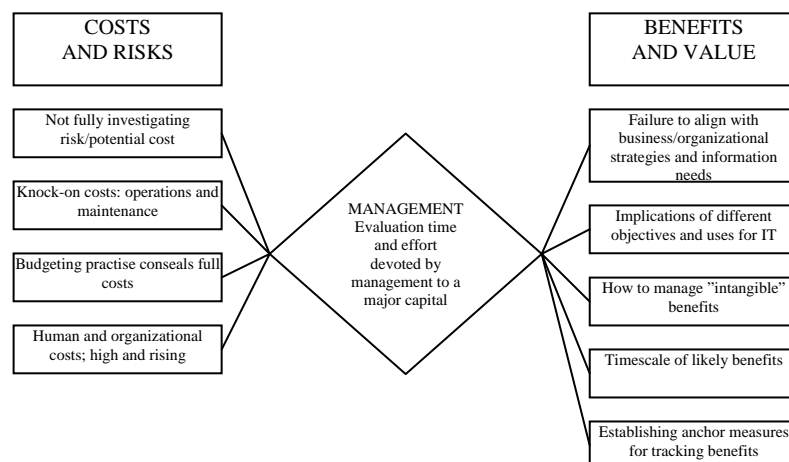 COSTS
AND RISKS
Not fully investigating
risk/potential cost
Knock-on costs: operations and
maintenance
Budgeting practise conseals full
costs
Human and organizational
costs; high and rising
MANAGEMENT
Evaluation time
and effort
devoted by
management to a
major capital
BENEFITS
AND VALUE
Failure to align with
business/organizational
strategies and information
needs
Implications of different
objectives and uses for IT
How to manage ”intangible”
benefits
Timescale of likely benefits
Establishing anchor measures
for tracking benefits